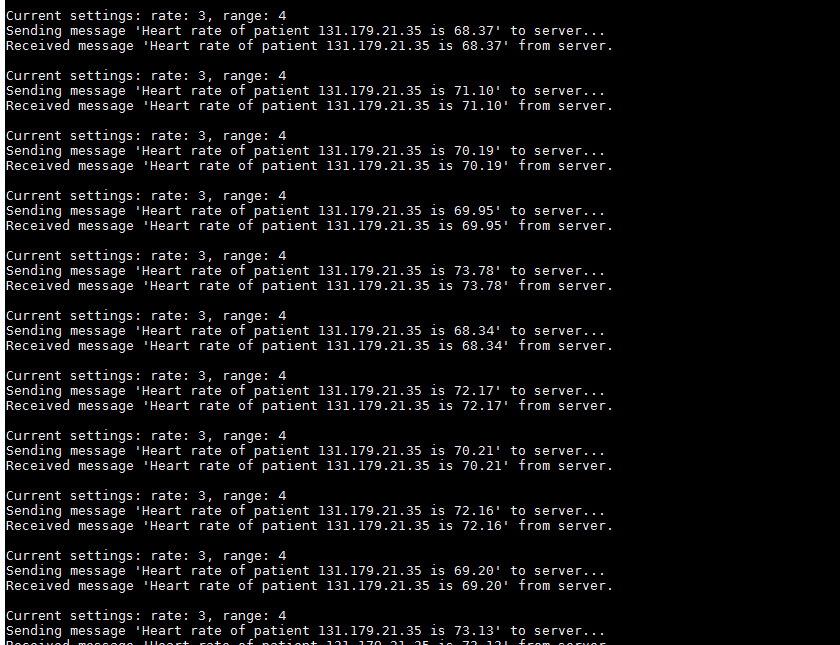 Current settings: rate: 3, range: 4
Sending message 'Heart rate of patient 131.179.21.35 is 68.37' to server...
Received message 'Heart rate of patient 131.179.21.35 is 68.37' from server.
Current settings: rate: 3, range: 4
Sending message 'Heart rate of patient 131.179.21.35 is 71.10' to server...
Received message 'Heart rate of patient 131.179.21.35 is 71.10' from server.
Current settings: rate: 3, range: 4
Sending message 'Heart rate of patient 131.179.21.35 is 70.19' to server...
Received message 'Heart rate of patient 131.179.21.35 is 70.19' from server.
Current settings: rate: 3, range: 4
Sending message 'Heart rate of patient 131.179.21.35 is 69.95' to server...
Received message 'Heart rate of patient 131.179.21.35 is 69.95' from server.
Current settings: rate: 3, range: 4
Sending message 'Heart rate of patient 131.179.21.35 is 73.78' to server...
Received message 'Heart rate of patient 131.179.21.35 is 73.78' from server.
Current settings: rate: 3, range: 4
Sending message 'Heart rate of patient 131.179.21.35 is 68.34' to server...
Received message 'Heart rate of patient 131.179.21.35 is 68.34' from server.
Current settings: rate: 3, range: 4
Sending message 'Heart rate of patient 131.179.21.35 is 72.17' to server...
Received message 'Heart rate of patient 131.179.21.35 is 72.17' from server.
Current settings: rate: 3, range: 4
Sending message 'Heart rate of patient 131.179.21.35 is 70.21' to server...
Received message 'Heart rate of patient 131.179.21.35 is 70.21' from server.
Current settings: rate: 3, range: 4
Sending message 'Heart rate of patient 131.179.21.35 is 72.16' to server...
Received message 'Heart rate of patient 131.179.21.35 is 72.16' from server.
Current settings: rate: 3, range: 4
Sending message 'Heart rate of patient 131.179.21.35 is 69.20' to server...
Received message 'Heart rate of patient 131.179.21.35 is 69.20' from server.
Current settings: rate: 3, range: 4
Sending message 'Heart rate of patient 131.179.21.35 is 73.13' to server...
Received message 'Heart rate of patient 131.179.21.35 is 73.13' from server.